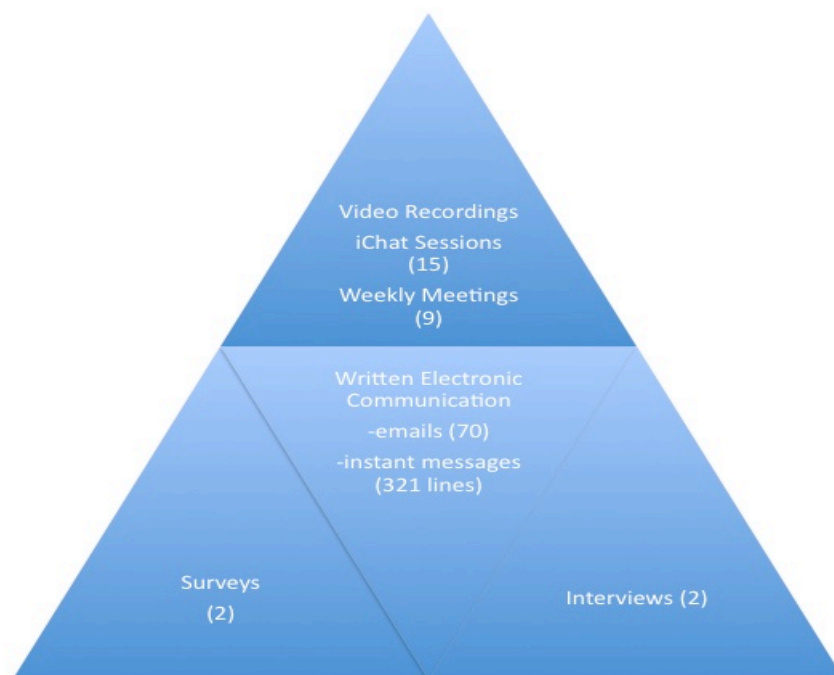 Video Recordings
iChat Sessions
(15)
Weekly Meetings
(9)
Written Electronic
Communication
-emails (70)
-instant messages
(321 lines)
Surveys
(2)
Interviews (2)